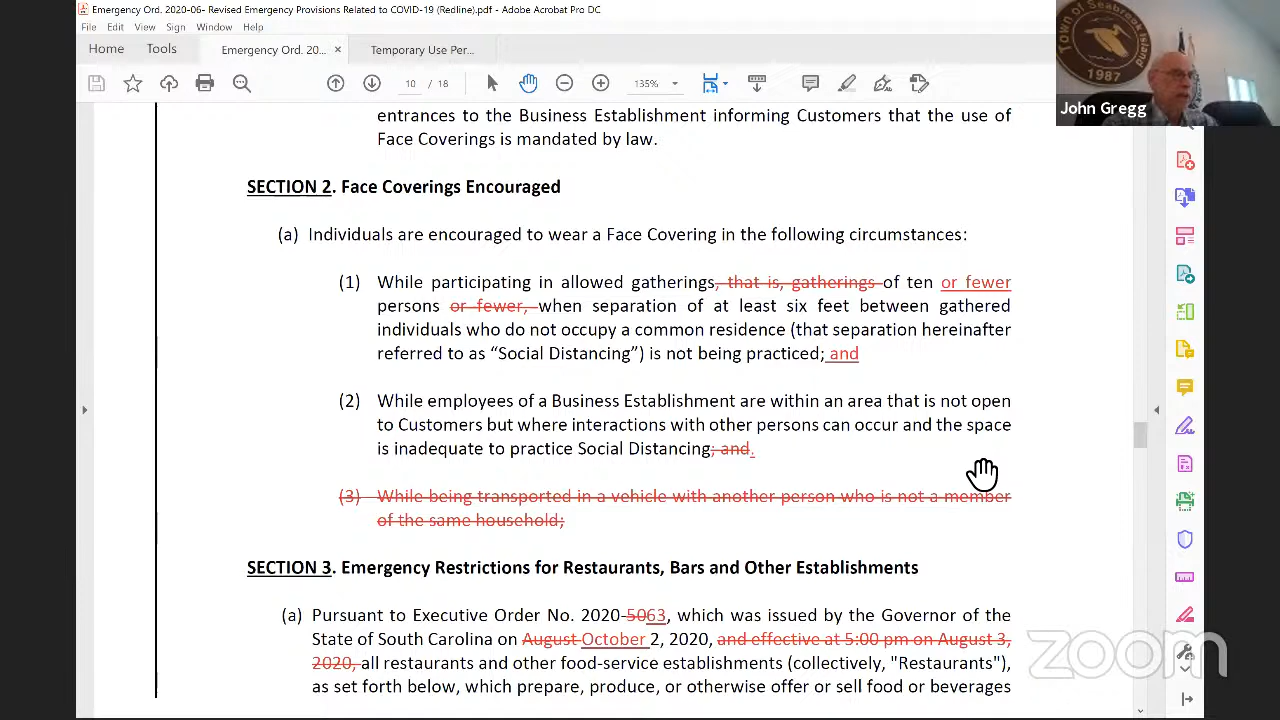 Emergency Ord. 2020-06- Revised Emergency Provisions Related to COVID-19 (Redline).pdf - Adobe Acrobat Pro DC
File Edit View Sign Window Help
Home Tools Emergency Ord. 20... × Temporary Use Per...
10 / 18 135%
Town of Seabrook Island
1987
John Gregg
entrances to the Business Establishment informing Customers that the use of
Face Coverings is mandated by law.
SECTION 2. Face Coverings Encouraged
(a) Individuals are encouraged to wear a Face Covering in the following circumstances:
(1) While participating in allowed gatherings, that is, gatherings of ten or fewer
persons or fewer, when separation of at least six feet between gathered
individuals who do not occupy a common residence (that separation hereinafter
referred to as “Social Distancing”) is not being practiced; and
(2) While employees of a Business Establishment are within an area that is not open
to Customers but where interactions with other persons can occur and the space
is inadequate to practice Social Distancing; and.
(3) While being transported in a vehicle with another person who is not a member
of the same household;
SECTION 3. Emergency Restrictions for Restaurants, Bars and Other Establishments
(a) Pursuant to Executive Order No. 2020-5063, which was issued by the Governor of the
State of South Carolina on August October 2, 2020, and effective at 5:00 pm on August 3,
2020, all restaurants and other food-service establishments (collectively, "Restaurants"),
as set forth below, which prepare, produce, or otherwise offer or sell food or beverages
zoom